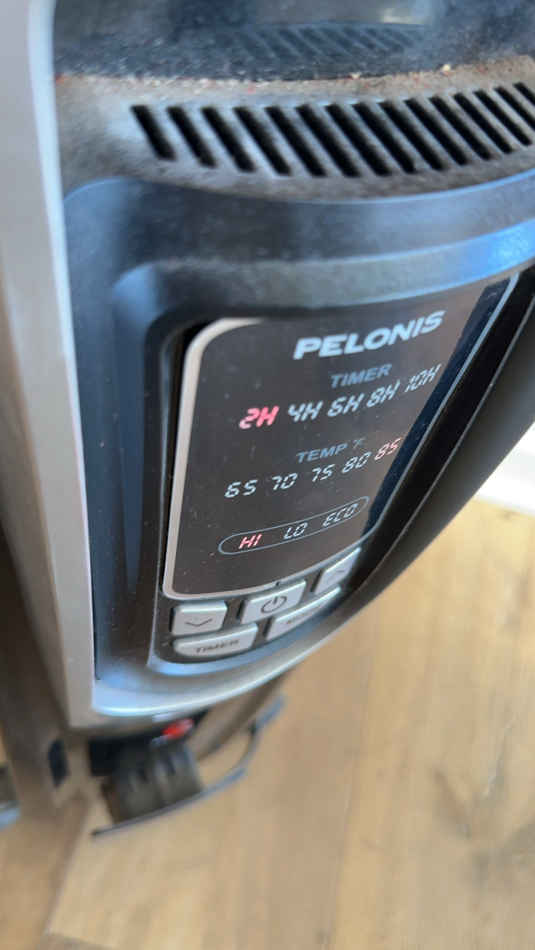 PELONIS
TIMER
2H 4H 6H 8H 10H
TEMP °F
65 70 75 80 85
HI LO ECO
TIMER